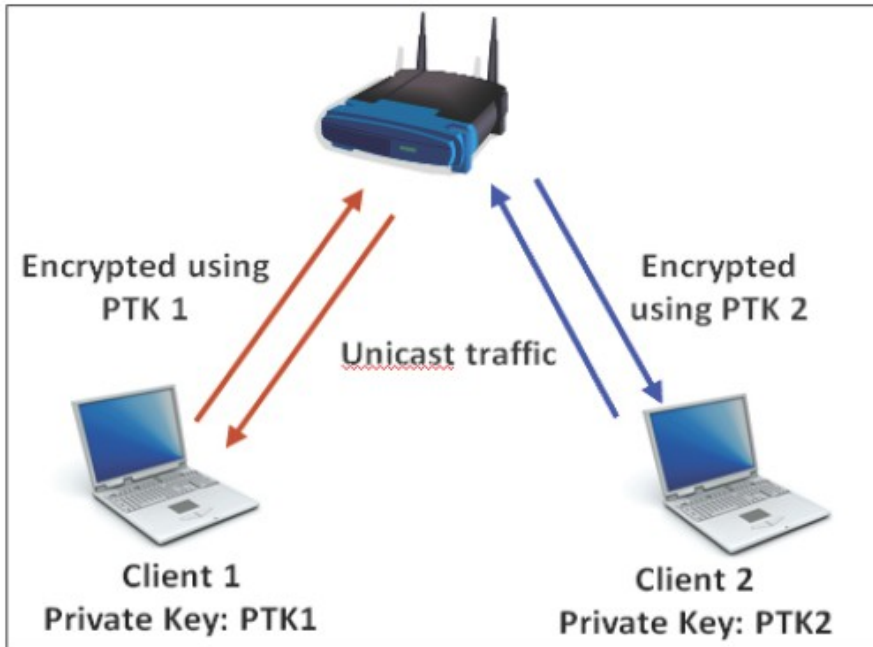 Encrypted using
PTK 1
Encrypted
using PTK 2
Unicast traffic
Client 1
Private Key: PTK1
Client 2
Private Key: PTK2